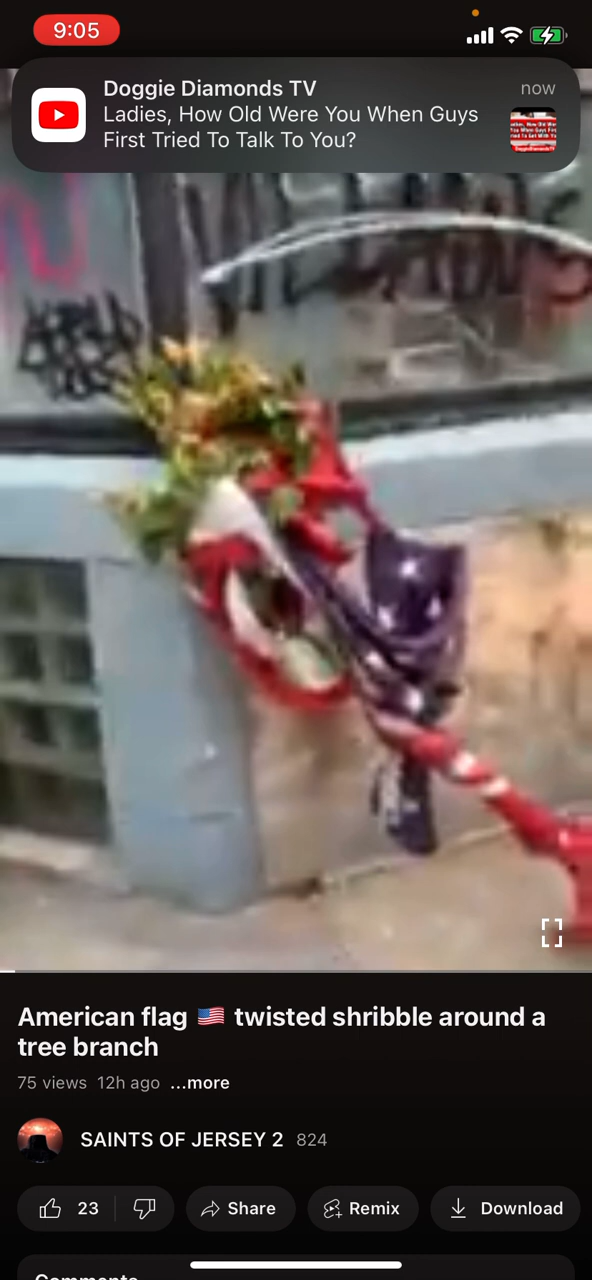 9:05
Doggie Diamonds TV
now
Ladies, How Old Were You When Guys
First Tried To Talk To You?
American flag 🇺🇸 twisted shribble around a
tree branch
75 views 12h ago ...more
SAINTS OF JERSEY 2 824
23 Share Remix Download
Comments